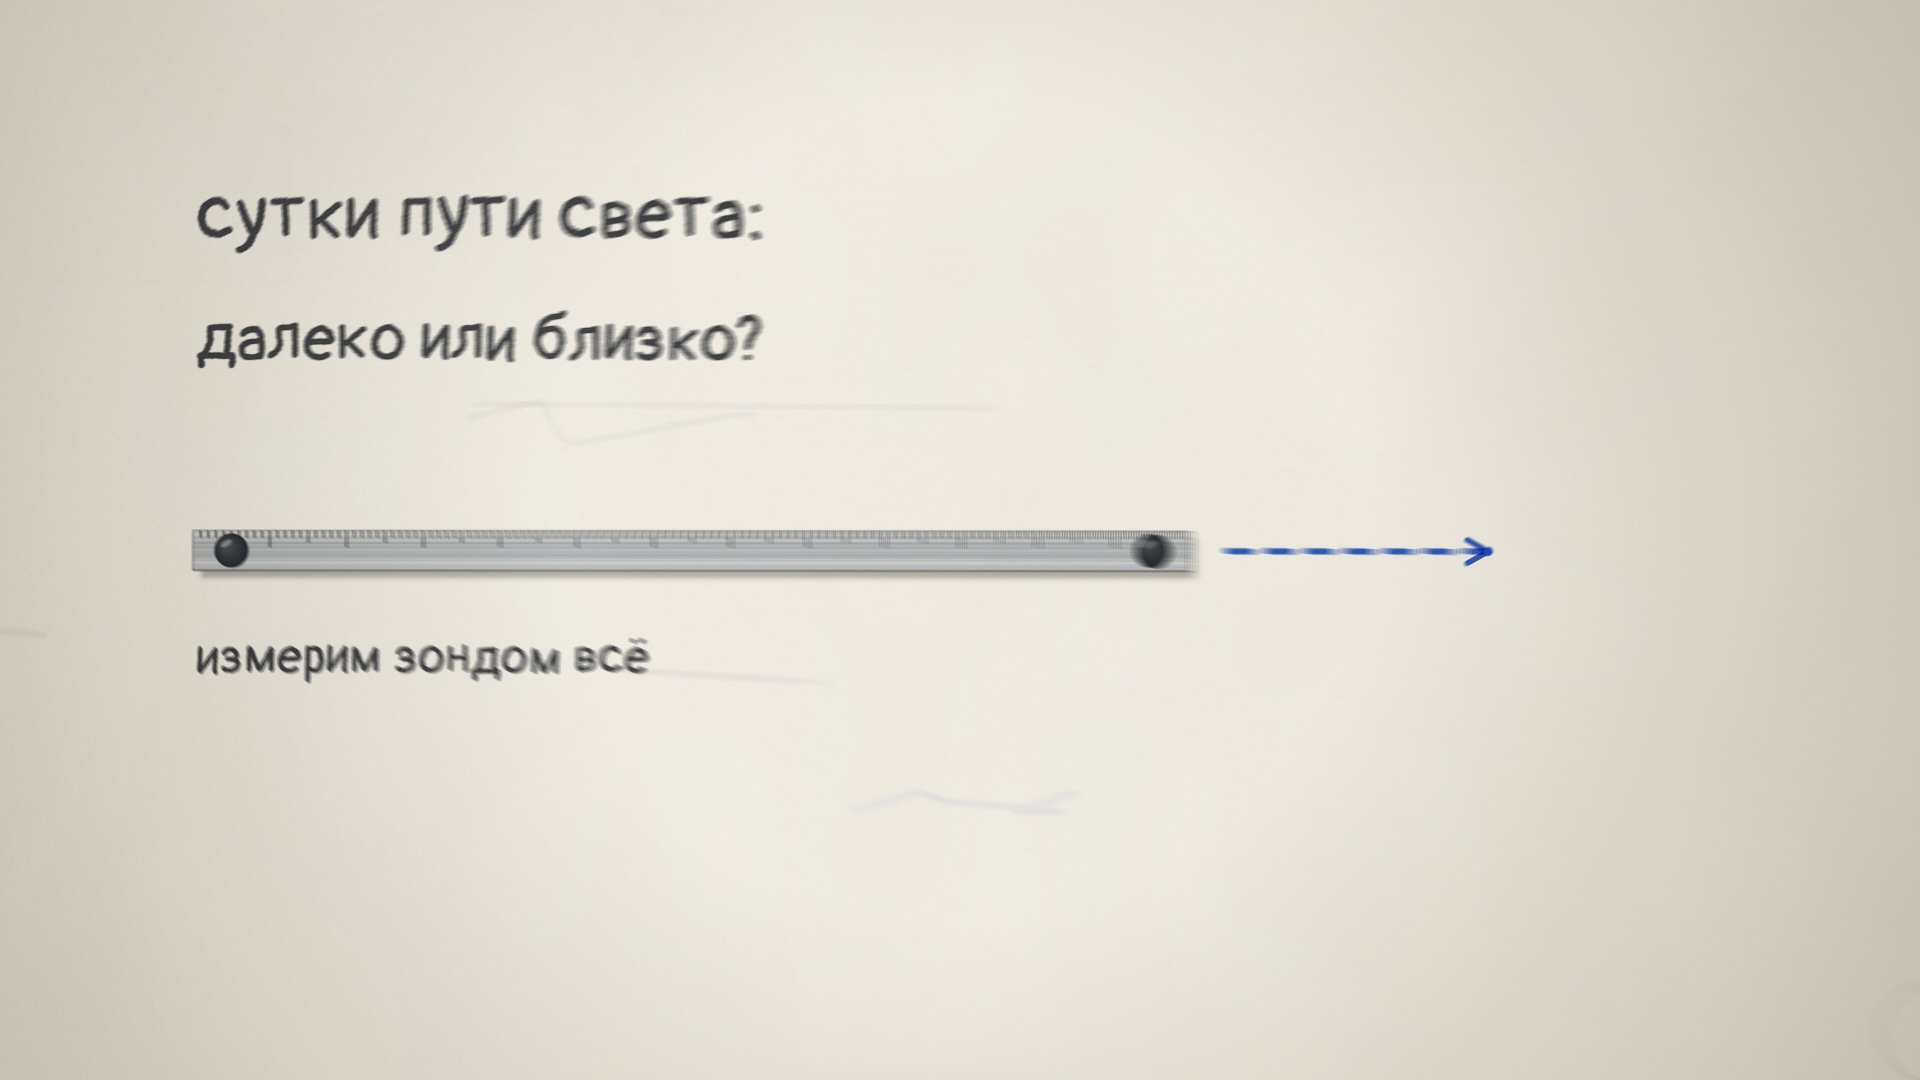 сутки пути света:
далеко или близко?
измерим зондом всё